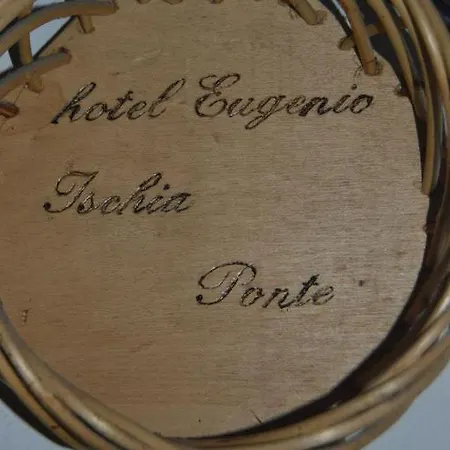 hotel Eugenio
Ischia
Ponte